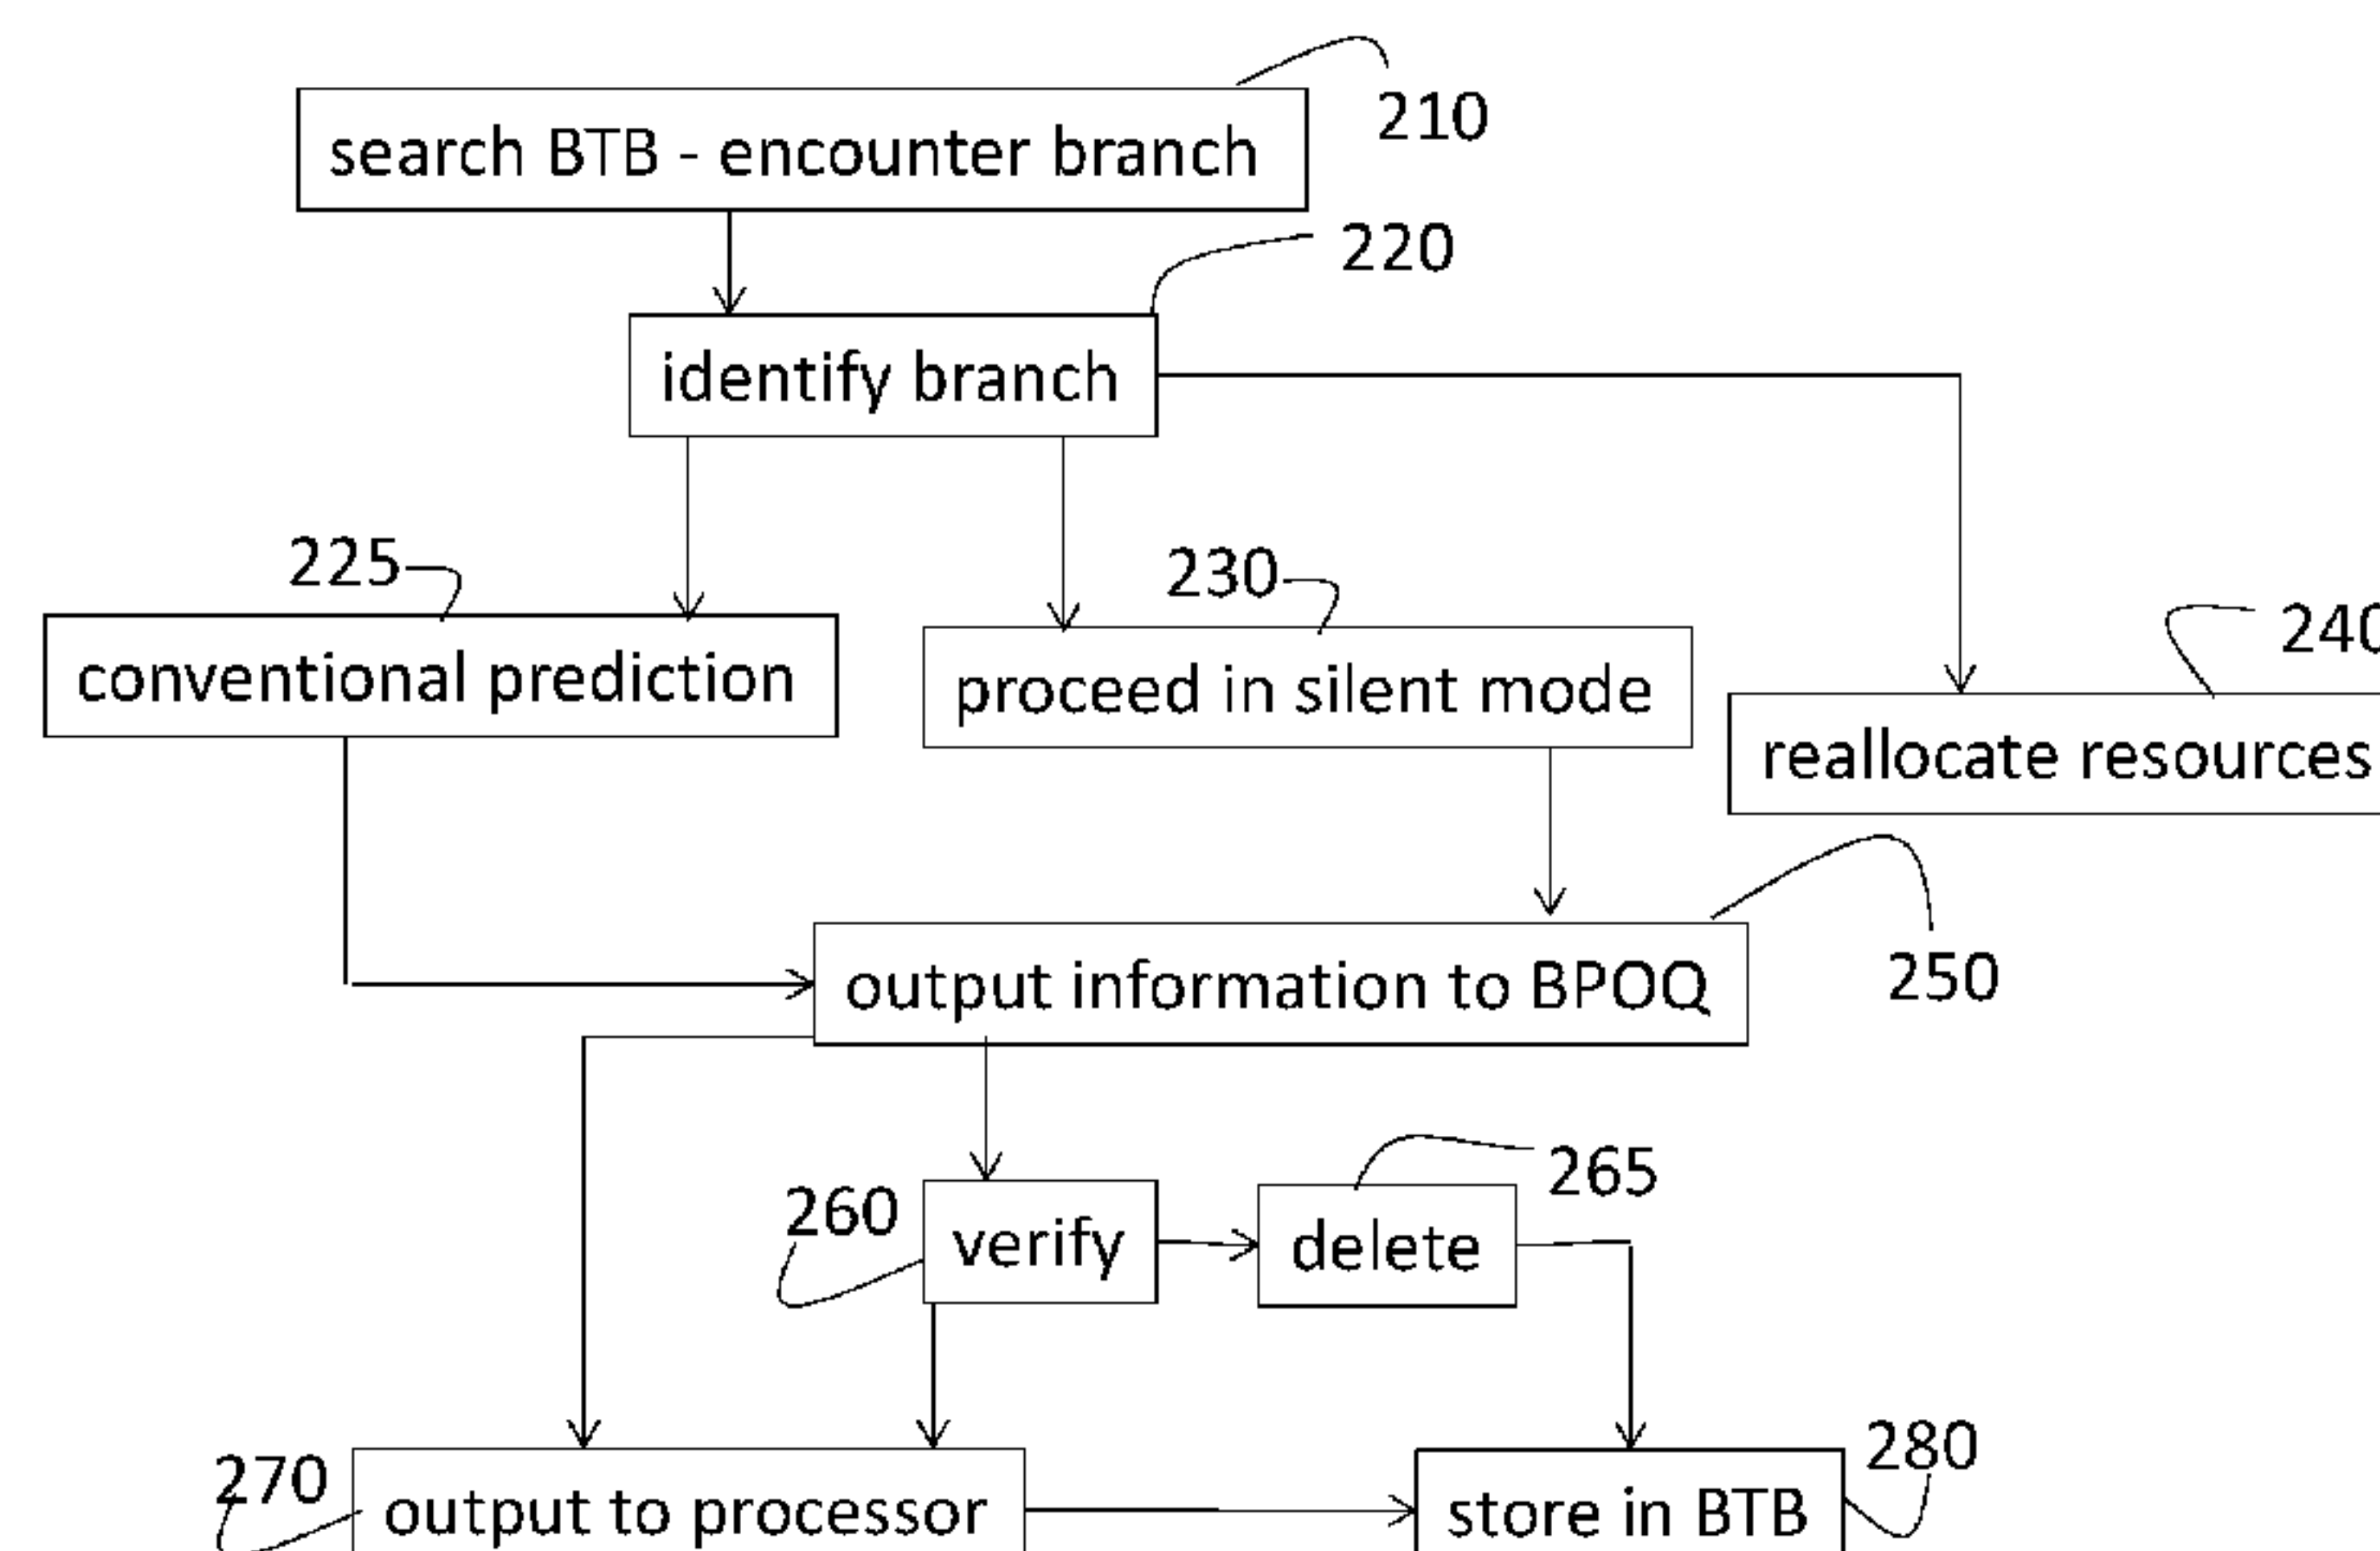 210
search BTB - encounter branch
220
identify branch
225
230
240
conventional prediction
proceed in silent mode
reallocate resources
output information to BPOQ
250
265
260
verify
delete
280
270
output to processor
store in BTB